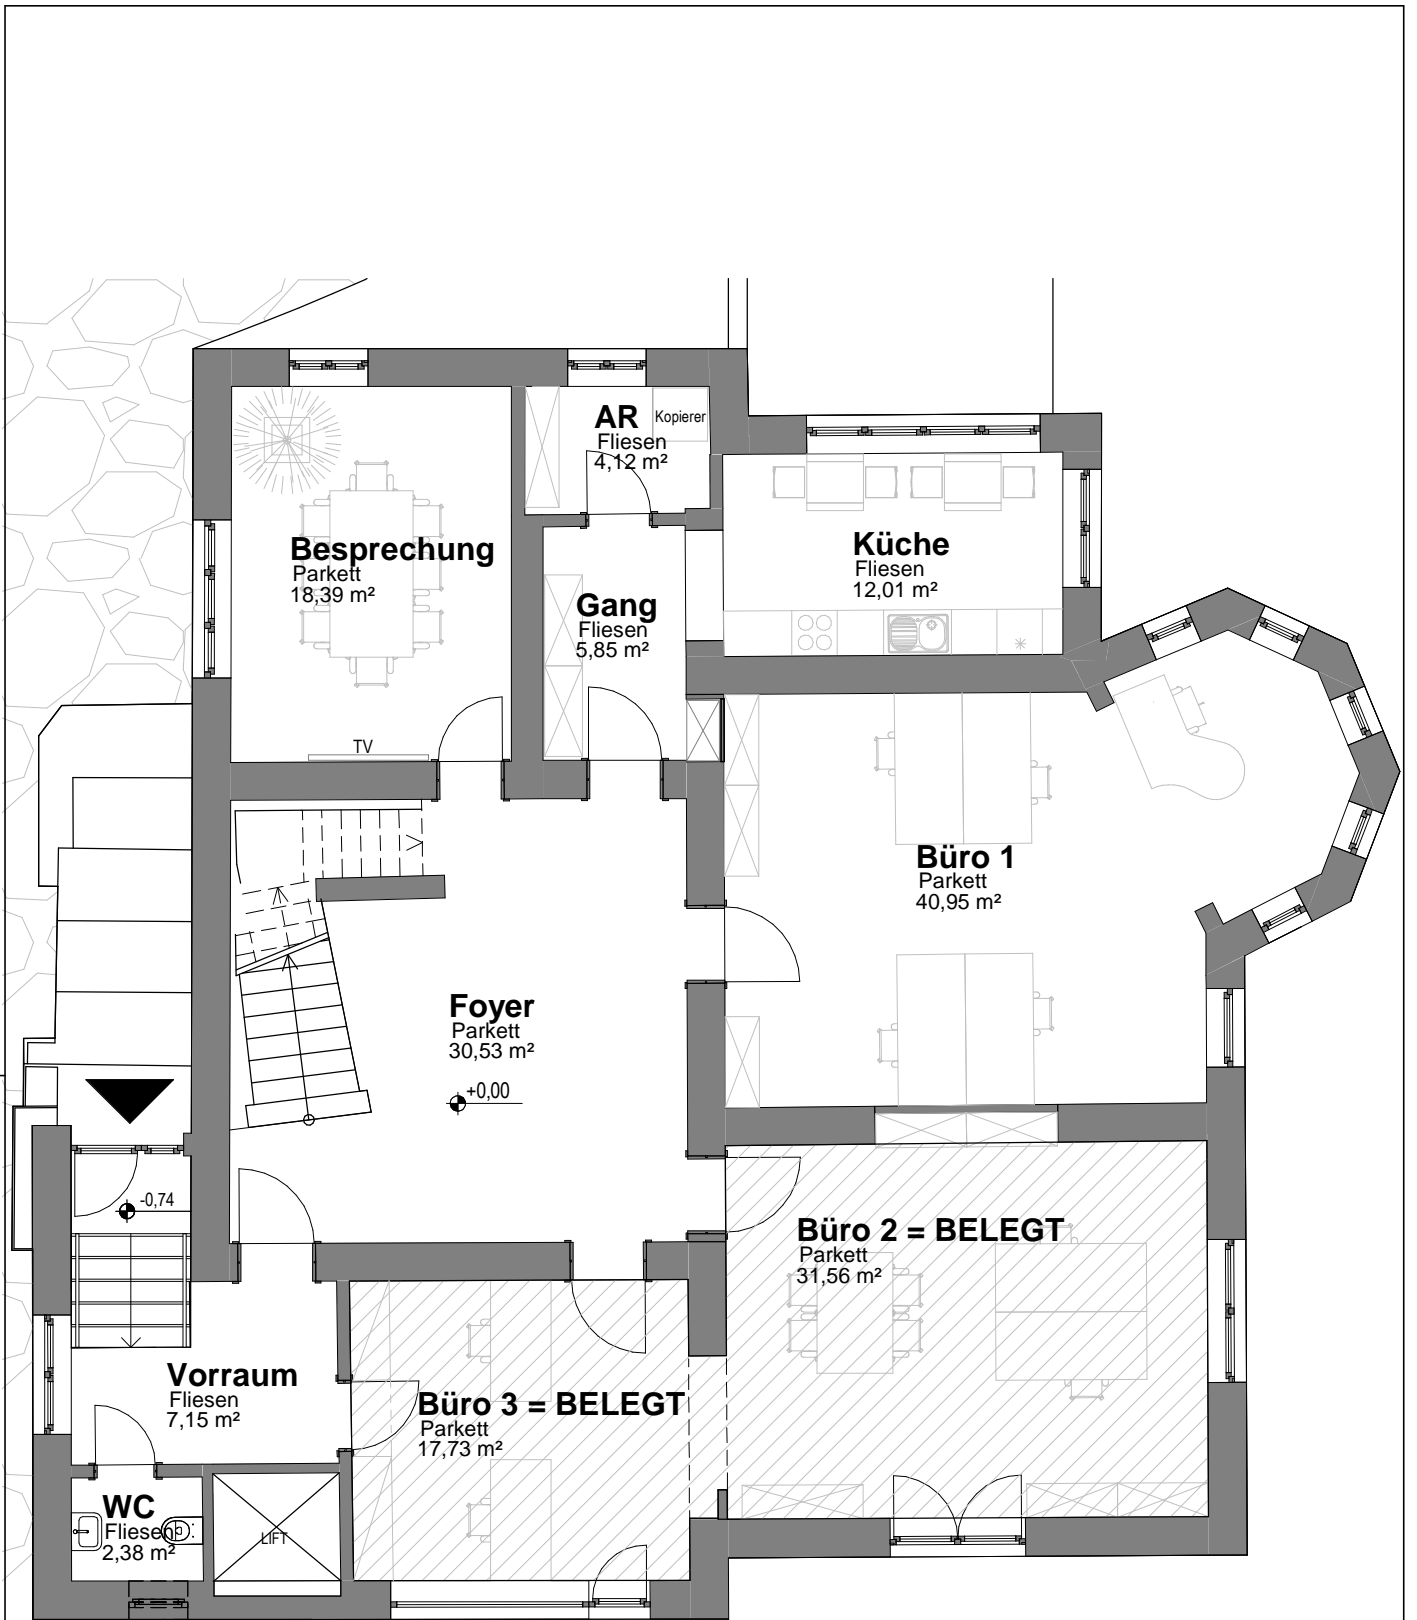 AR
Kopierer
Fliesen
4,12 m²
Besprechung
Parkett
18,39 m²
Küche
Fliesen
12,01 m²
Gang
Fliesen
5,85 m²
TV
Büro 1
Parkett
40,95 m²
Foyer
Parkett
30,53 m²
+0,00
-0,74
Büro 2 = BELEGT
Parkett
31,56 m²
Vorraum
Fliesen
7,15 m²
Büro 3 = BELEGT
Parkett
17,73 m²
WC
Fliesen
2,38 m²
LIFT